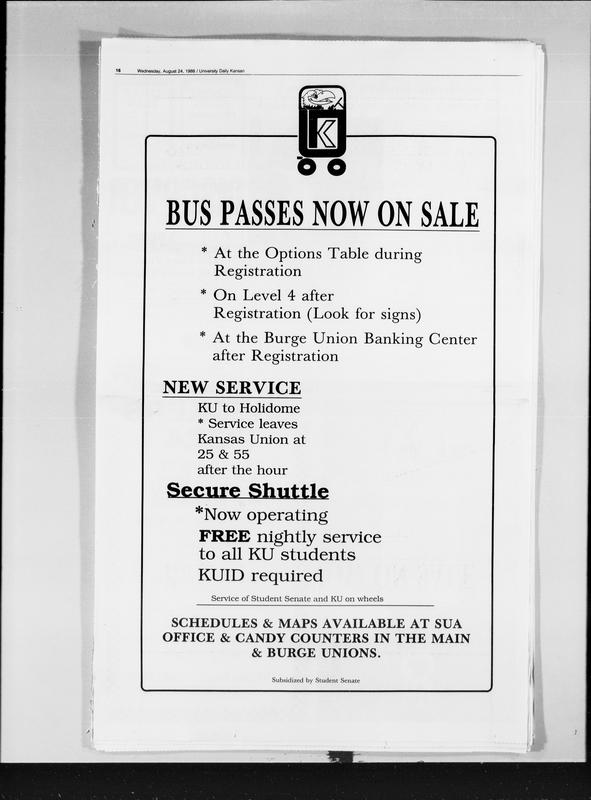 16 Wednesday, August 24, 1988 / University Daily Kansan
K
BUS PASSES NOW ON SALE
* At the Options Table during
Registration
* On Level 4 after
Registration (Look for signs)
* At the Burge Union Banking Center
after Registration
NEW SERVICE
KU to Holidome
* Service leaves
Kansas Union at
25 & 55
after the hour
Secure Shuttle
*Now operating
FREE nightly service
to all KU students
KUID required
Service of Student Senate and KU on wheels
SCHEDULES & MAPS AVAILABLE AT SUA
OFFICE & CANDY COUNTERS IN THE MAIN
& BURGE UNIONS.
Subsidized by Student Senate